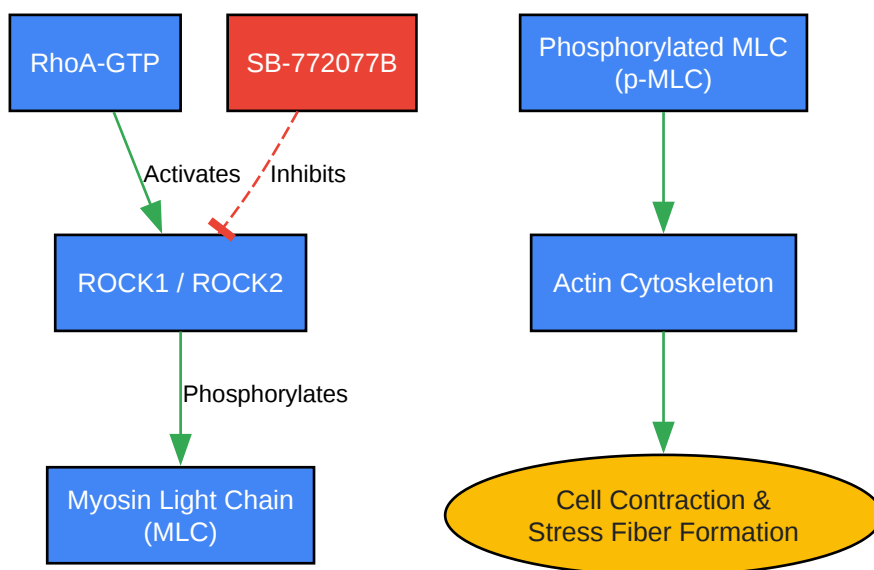 RhoA-GTP
SB-772077B
Phosphorylated MLC
(p-MLC)
Activates
Inhibits
ROCK1 / ROCK2
Actin Cytoskeleton
Phosphorylates
Myosin Light Chain
(MLC)
Cell Contraction &
Stress Fiber Formation